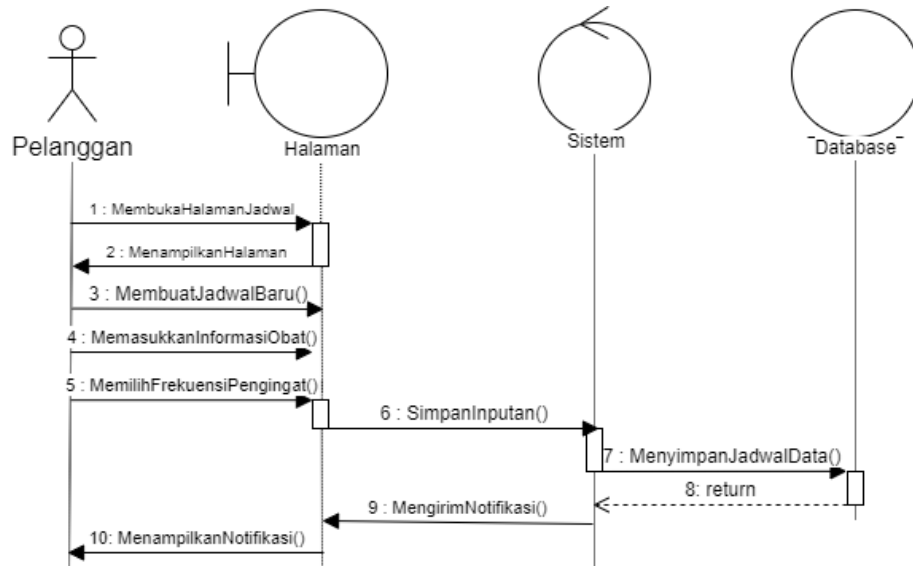 Pelanggan
Halaman
Sistem
Database
1 : MembukaHalamanJadwal
2 : MenampilkanHalaman
3 : MembuatJadwalBaru()
4 : MemasukkanInformasiObat()
5 : MemilihFrekuensiPengingat()
6 : SimpanInputan()
7 : MenyimpanJadwalData()
8: return
9 : MengirimNotifikasi()
10: MenampilkanNotifikasi()